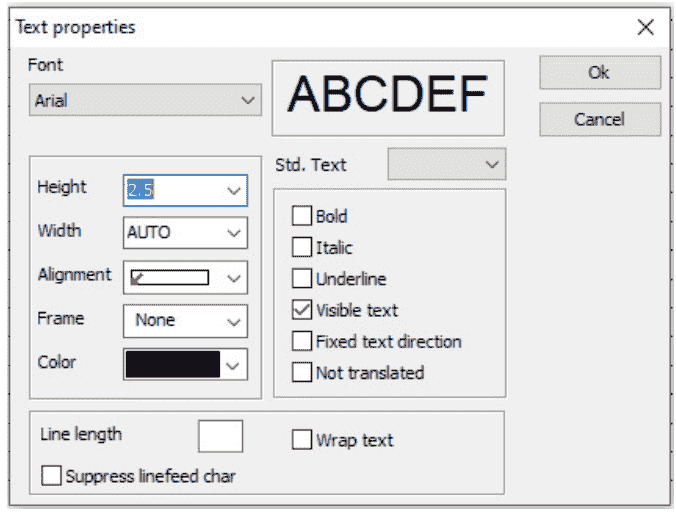 Text properties
Font
Arial
ABCDEF
Ok
Cancel
Std. Text
Height
2.5
Width
AUTO
Alignment
Frame
None
Color
Bold
Italic
Underline
Visible text
Fixed text direction
Not translated
Line length
Wrap text
Suppress linefeed char